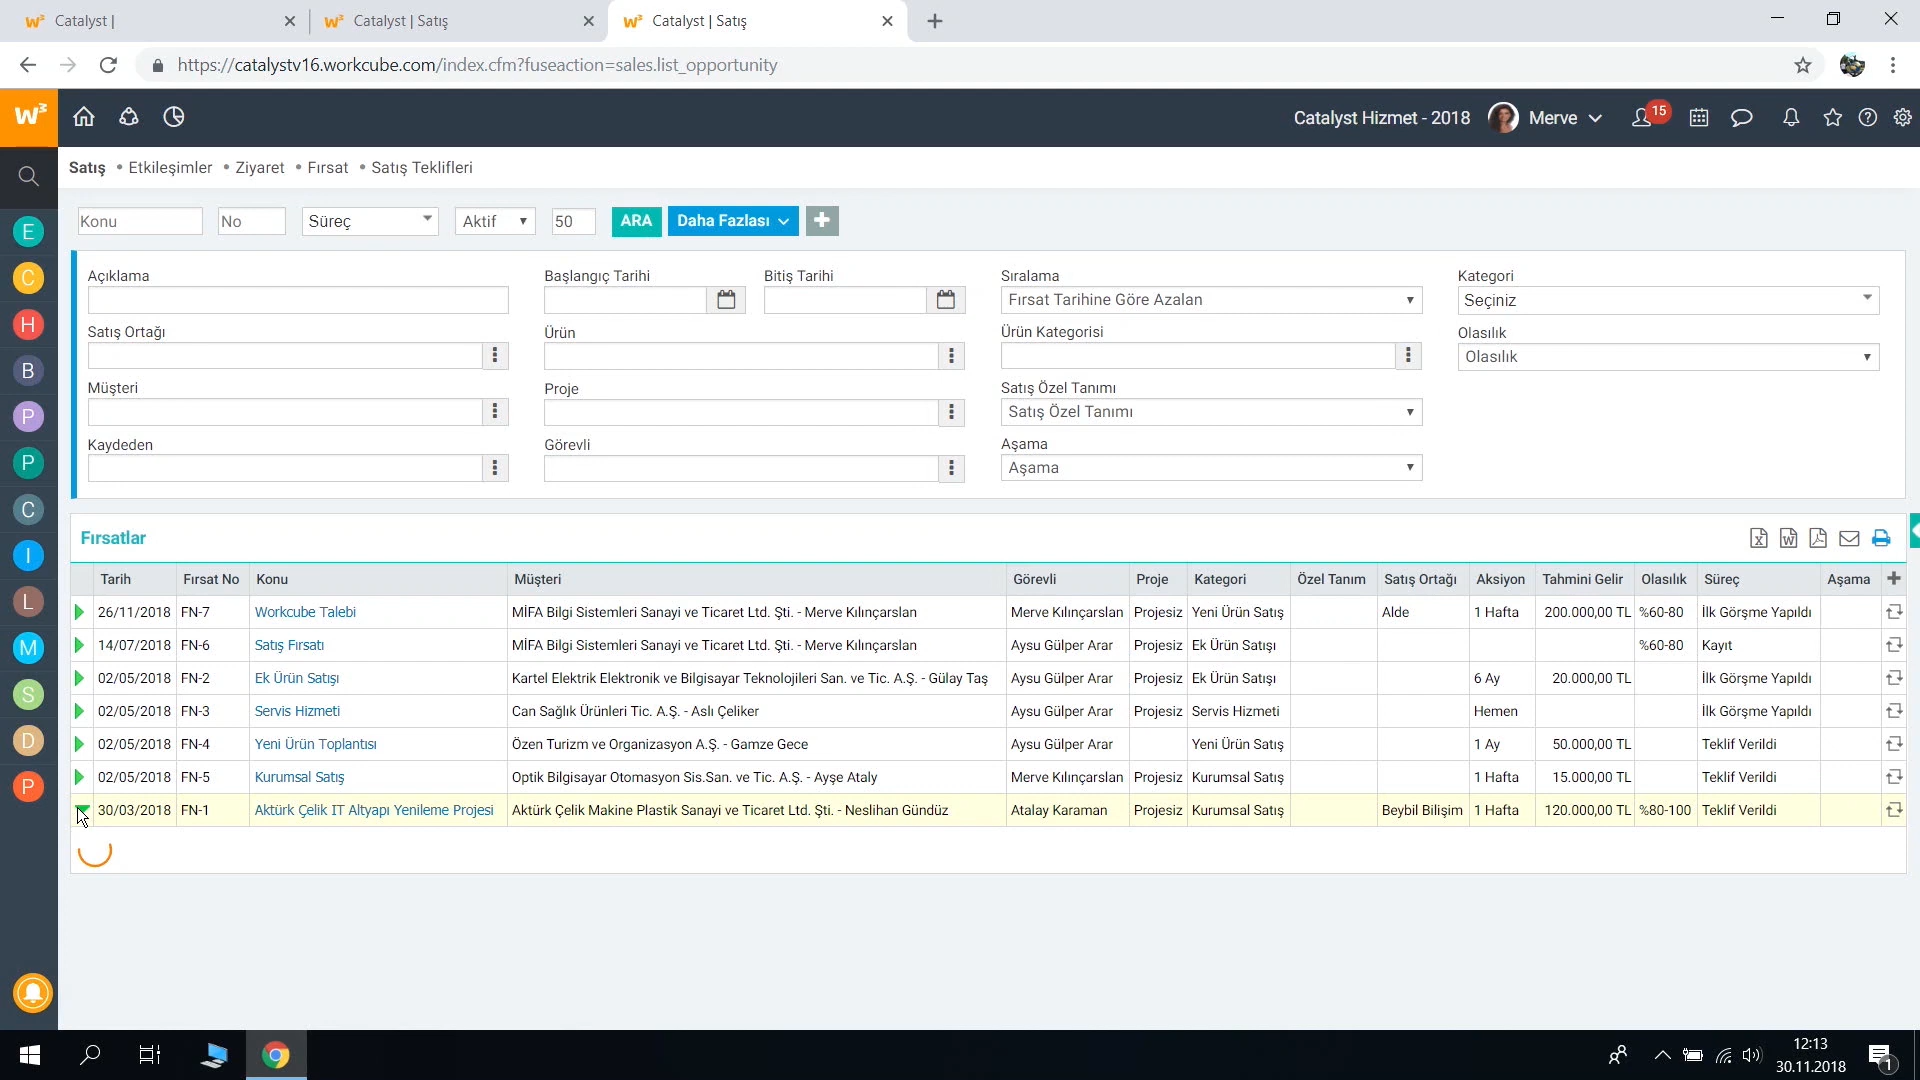 w³ Catalyst |
w³ Catalyst | Satış
w³ Catalyst | Satış
https://catalystv16.workcube.com/index.cfm?fuseaction=sales.list_opportunity
w³
Catalyst Hizmet - 2018 Merve 15
Satış • Etkileşimler • Ziyaret • Fırsat • Satış Teklifleri
Konu No Süreç Aktif 50 ARA Daha Fazlası
Açıklama Başlangıç Tarihi Bitiş Tarihi Sıralama Kategori
Fırsat Tarihine Göre Azalan Seçiniz
Satış Ortağı Ürün Ürün Kategorisi Olasılık
Olasılık
Müşteri Proje Satış Özel Tanımı
Satış Özel Tanımı
Kaydeden Görevli Aşama
Aşama
Fırsatlar
Tarih Fırsat No Konu Müşteri Görevli Proje Kategori Özel Tanım Satış Ortağı Aksiyon Tahmini Gelir Olasılık Süreç Aşama
26/11/2018 FN-7 Workcube Talebi MİFA Bilgi Sistemleri Sanayi ve Ticaret Ltd. Şti. - Merve Kılınçarslan Merve Kılınçarslan Projesiz Yeni Ürün Satış Alde 1 Hafta 200.000,00 TL %60-80 İlk Görşme Yapıldı
14/07/2018 FN-6 Satış Fırsatı MİFA Bilgi Sistemleri Sanayi ve Ticaret Ltd. Şti. - Merve Kılınçarslan Aysu Gülper Arar Projesiz Ek Ürün Satışı %60-80 Kayıt
02/05/2018 FN-2 Ek Ürün Satışı Kartel Elektrik Elektronik ve Bilgisayar Teknolojileri San. ve Tic. A.Ş. - Gülay Taş Aysu Gülper Arar Projesiz Ek Ürün Satışı 6 Ay 20.000,00 TL İlk Görşme Yapıldı
02/05/2018 FN-3 Servis Hizmeti Can Sağlık Ürünleri Tic. A.Ş. - Aslı Çeliker Aysu Gülper Arar Projesiz Servis Hizmeti Hemen İlk Görşme Yapıldı
02/05/2018 FN-4 Yeni Ürün Toplantısı Özen Turizm ve Organizasyon A.Ş. - Gamze Gece Aysu Gülper Arar Yeni Ürün Satış 1 Ay 50.000,00 TL Teklif Verildi
02/05/2018 FN-5 Kurumsal Satış Optik Bilgisayar Otomasyon Sis.San. ve Tic. A.Ş. - Ayşe Ataly Merve Kılınçarslan Projesiz Kurumsal Satış 1 Hafta 15.000,00 TL Teklif Verildi
30/03/2018 FN-1 Aktürk Çelik IT Altyapı Yenileme Projesi Aktürk Çelik Makine Plastik Sanayi ve Ticaret Ltd. Şti. - Neslihan Gündüz Atalay Karaman Projesiz Kurumsal Satış Beybil Bilişim 1 Hafta 120.000,00 TL %80-100 Teklif Verildi
E
C
H
B
P
P
C
I
L
M
S
D
P
12:13
30.11.2018
1